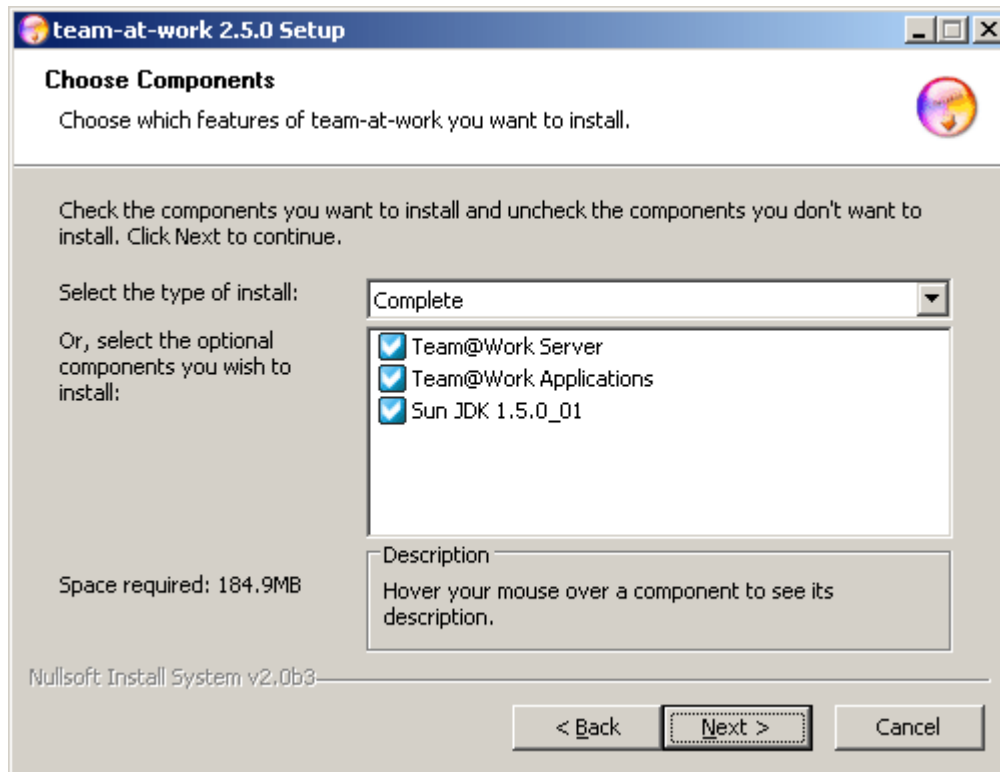 team-at-work 2.5.0 Setup
Choose Components
Choose which features of team-at-work you want to install.
Check the components you want to install and uncheck the components you don't want to
install. Click Next to continue.
Select the type of install:
Complete
Or, select the optional
components you wish to
install:
Team@Work Server
Team@Work Applications
Sun JDK 1.5.0_01
Space required: 184.9MB
Description
Hover your mouse over a component to see its
description.
Nullsoft Install System v2.0b3
< Back
Next >
Cancel